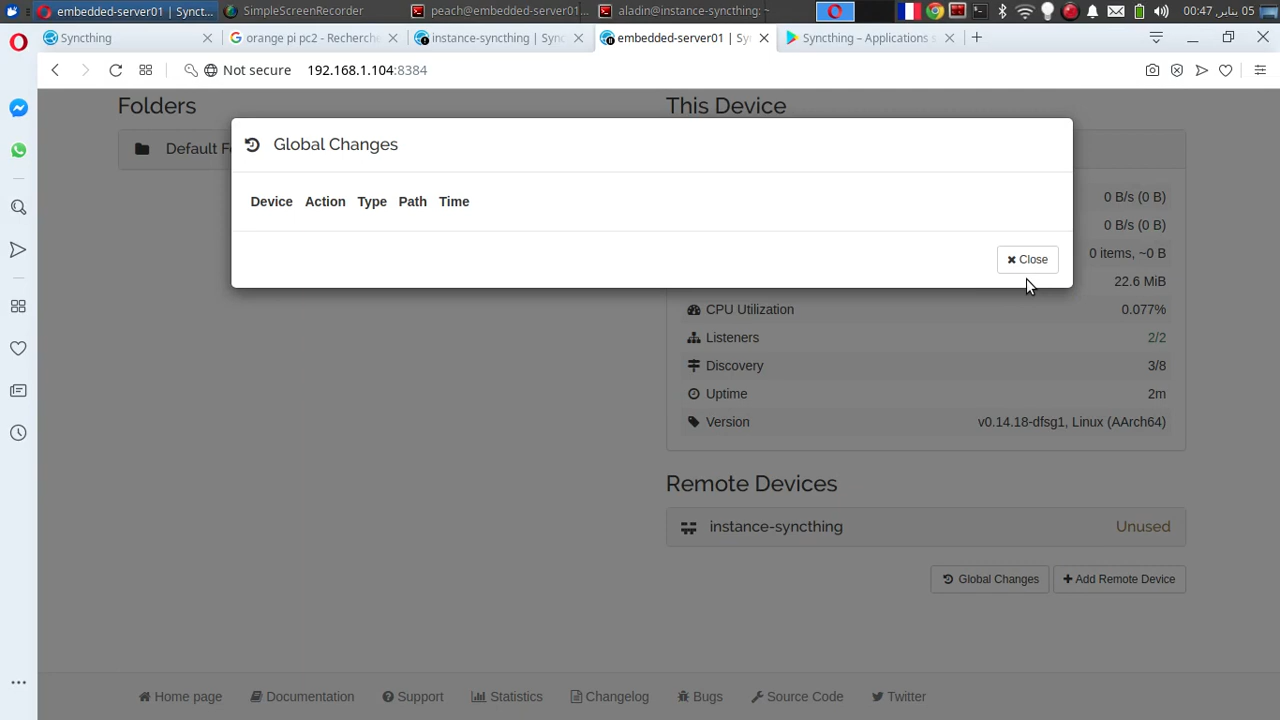 embedded-server01 | Synct...
SimpleScreenRecorder
peach@embedded-server01...
aladin@instance-syncthing: ~
05 يناير, 00:47
Syncthing
orange pi pc2 - Recherche
instance-syncthing | Sync
embedded-server01 | Sy
Syncthing – Applications s
Not secure
192.168.1.104:8384
Folders
This Device
Default F
Global Changes
Device Action Type Path Time
Close
0 B/s (0 B)
0 B/s (0 B)
0 items, ~0 B
22.6 MiB
CPU Utilization 0.077%
Listeners 2/2
Discovery 3/8
Uptime 2m
Version v0.14.18-dfsg1, Linux (AArch64)
Remote Devices
instance-syncthing Unused
Global Changes
Add Remote Device
Home page Documentation Support Statistics Changelog Bugs Source Code Twitter